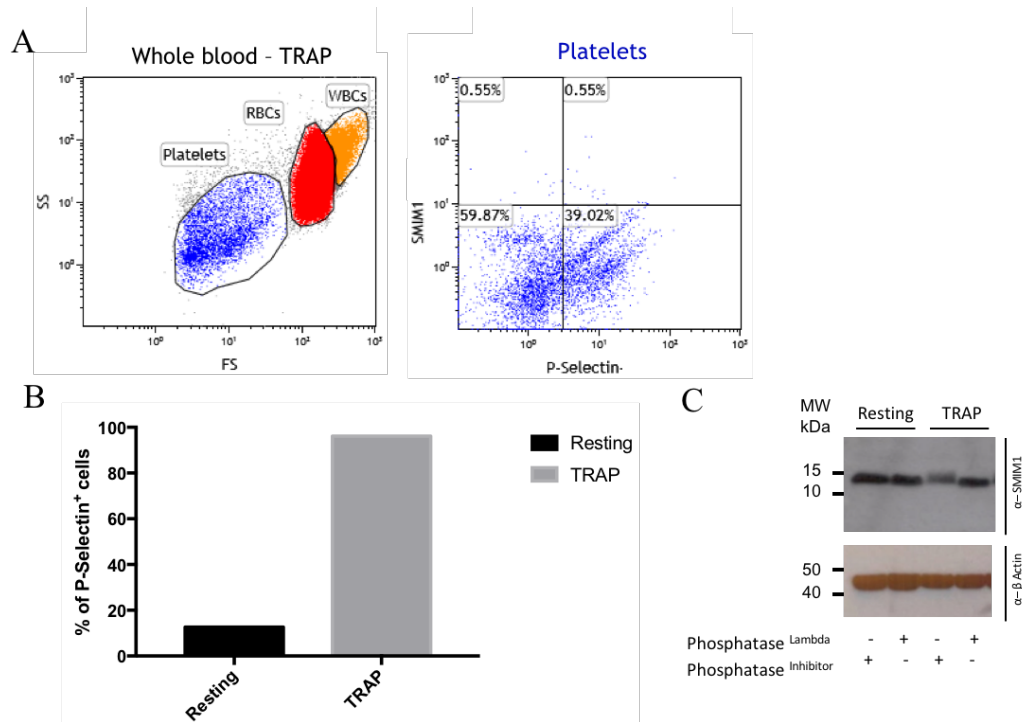 A
Whole blood - TRAP
Platelets
RBCs
WBCs
10³
10²
10¹
10⁰
SS
10⁰ 10¹ 10² 10³
FS
Platelets
0.55% 0.55%
59.87% 39.02%
10³
10²
10¹
10⁰
SMIM1
10⁰ 10¹ 10² 10³
P-Selectin-
B
100
80
60
40
20
0
% of P-Selectin⁺ cells
Resting
TRAP
Resting
TRAP
C
MW
kDa
Resting TRAP
15
10
α– SMIM1
50
40
α– β Actin
Phosphatase Lambda - + - +
Phosphatase Inhibitor + - + -